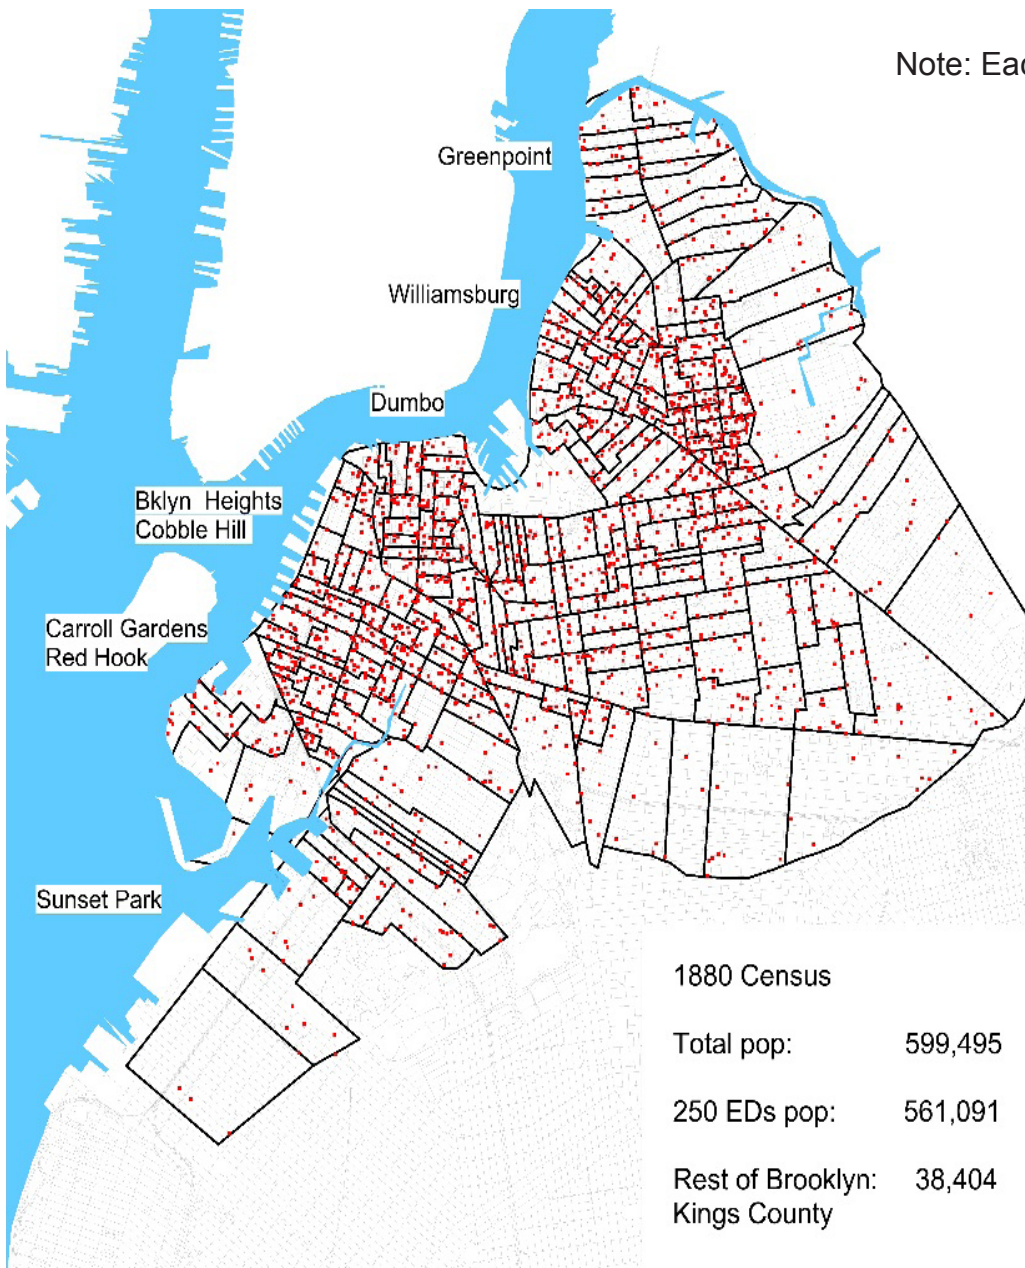 Note: Eac
Greenpoint
Williamsburg
Dumbo
Bklyn Heights
Cobble Hill
Carroll Gardens
Red Hook
Sunset Park
1880 Census
Total pop: 599,495
250 EDs pop: 561,091
Rest of Brooklyn: 38,404
Kings County